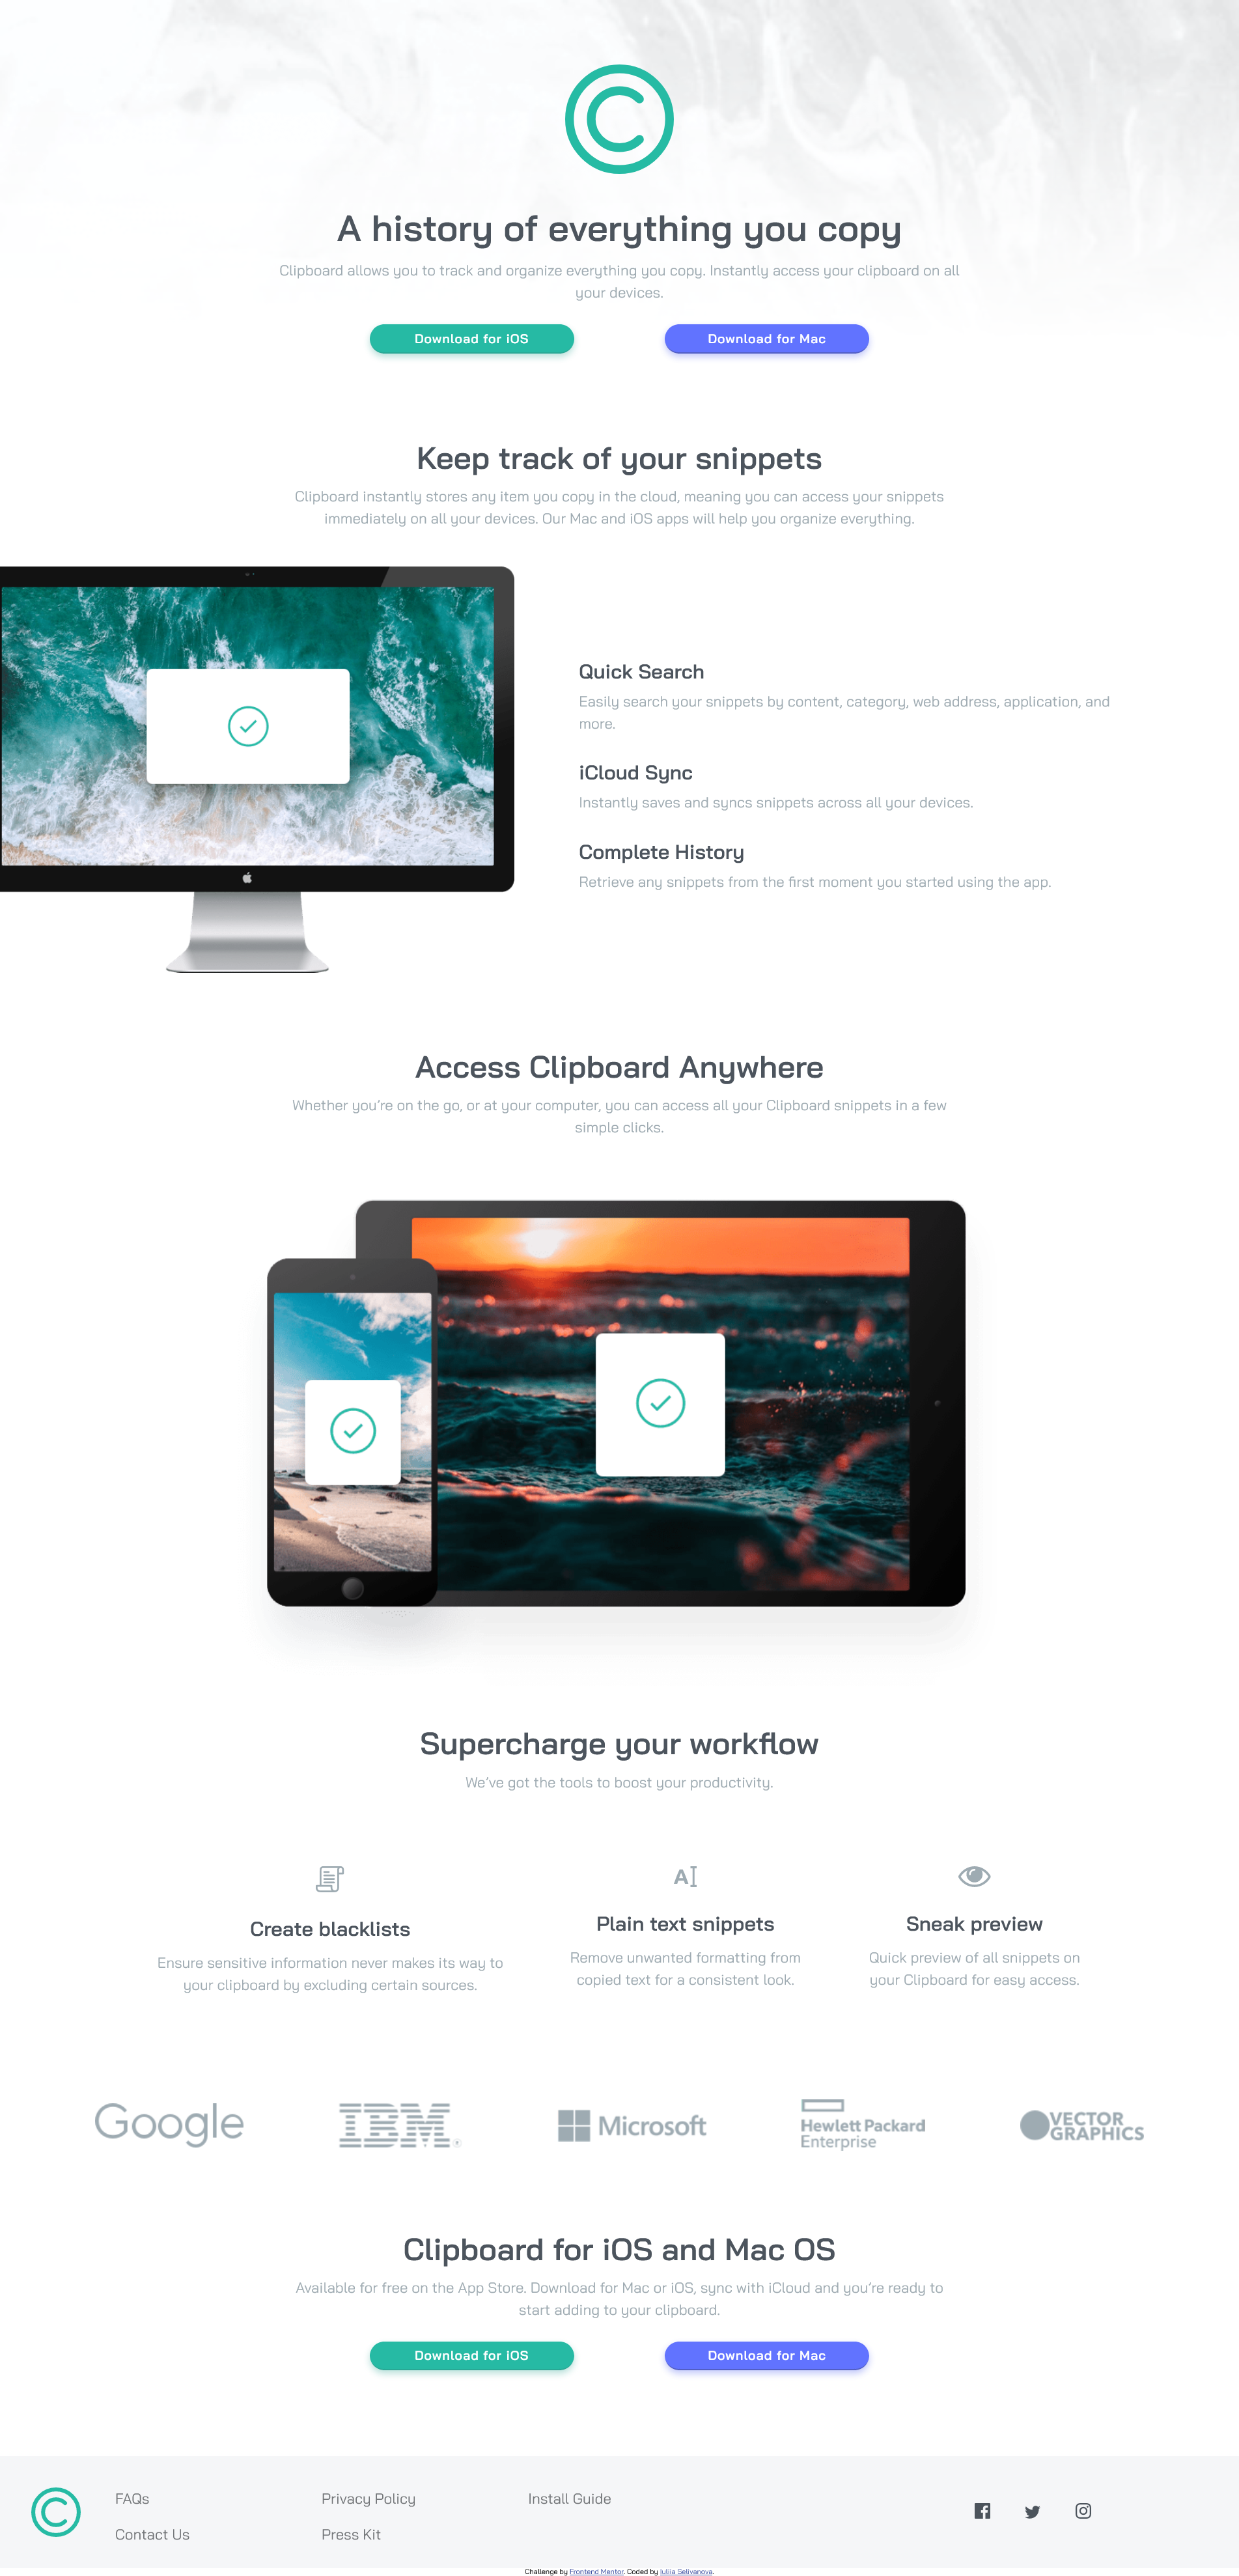 A history of everything you copy
Clipboard allows you to track and organize everything you copy. Instantly access your clipboard on all
your devices.
Download for iOS
Download for Mac
Keep track of your snippets
Clipboard instantly stores any item you copy in the cloud, meaning you can access your snippets
immediately on all your devices. Our Mac and iOS apps will help you organize everything.
Quick Search
Easily search your snippets by content, category, web address, application, and
more.
iCloud Sync
Instantly saves and syncs snippets across all your devices.
Complete History
Retrieve any snippets from the first moment you started using the app.
Access Clipboard Anywhere
Whether you’re on the go, or at your computer, you can access all your Clipboard snippets in a few
simple clicks.
Supercharge your workflow
We’ve got the tools to boost your productivity.
Create blacklists
Ensure sensitive information never makes its way to
your clipboard by excluding certain sources.
Plain text snippets
Remove unwanted formatting from
copied text for a consistent look.
Sneak preview
Quick preview of all snippets on
your Clipboard for easy access.
Google
IBM
Microsoft
Hewlett Packard
Enterprise
VECTOR
GRAPHICS
Clipboard for iOS and Mac OS
Available for free on the App Store. Download for Mac or iOS, sync with iCloud and you’re ready to
start adding to your clipboard.
Download for iOS
Download for Mac
FAQs
Contact Us
Privacy Policy
Press Kit
Install Guide
Challenge by Frontend Mentor. Coded by Iuliia Selivanova.